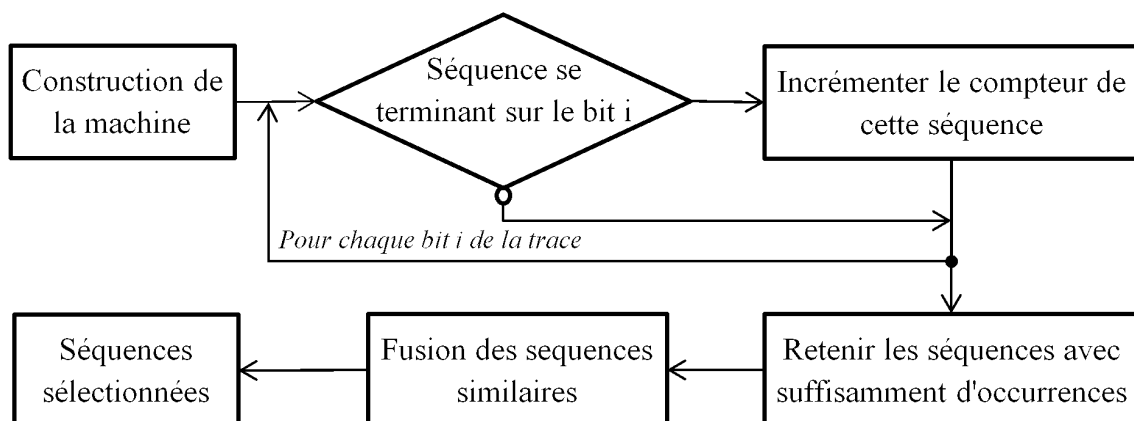 Construction de
la machine
Séquence se
terminant sur le bit i
Incrémenter le compteur de
cette séquence
Pour chaque bit i de la trace
Séquences
sélectionnées
Fusion des sequences
similaires
Retenir les séquences avec
suffisamment d'occurrences